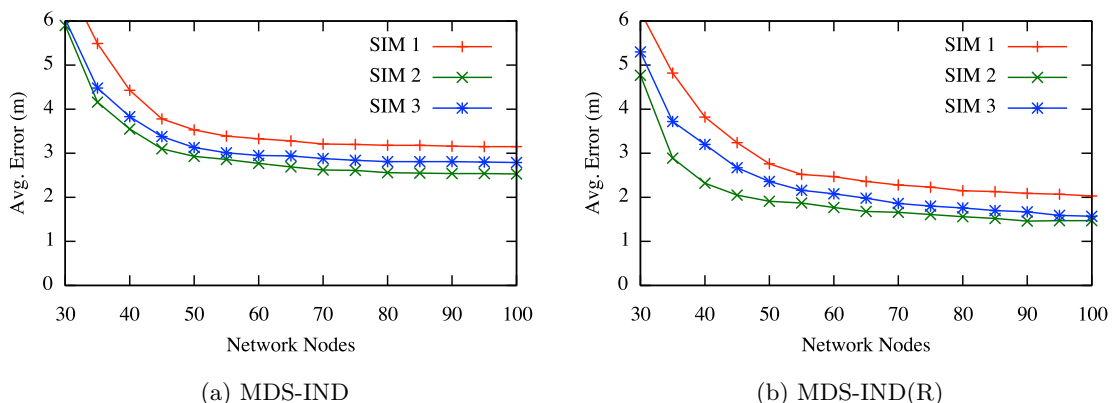 6
5
4
3
2
1
0
Avg. Error (m)
SIM 1
SIM 2
SIM 3
30 40 50 60 70 80 90 100
Network Nodes
(a) MDS-IND
6
5
4
3
2
1
0
Avg. Error (m)
SIM 1
SIM 2
SIM 3
30 40 50 60 70 80 90 100
Network Nodes
(b) MDS-IND(R)